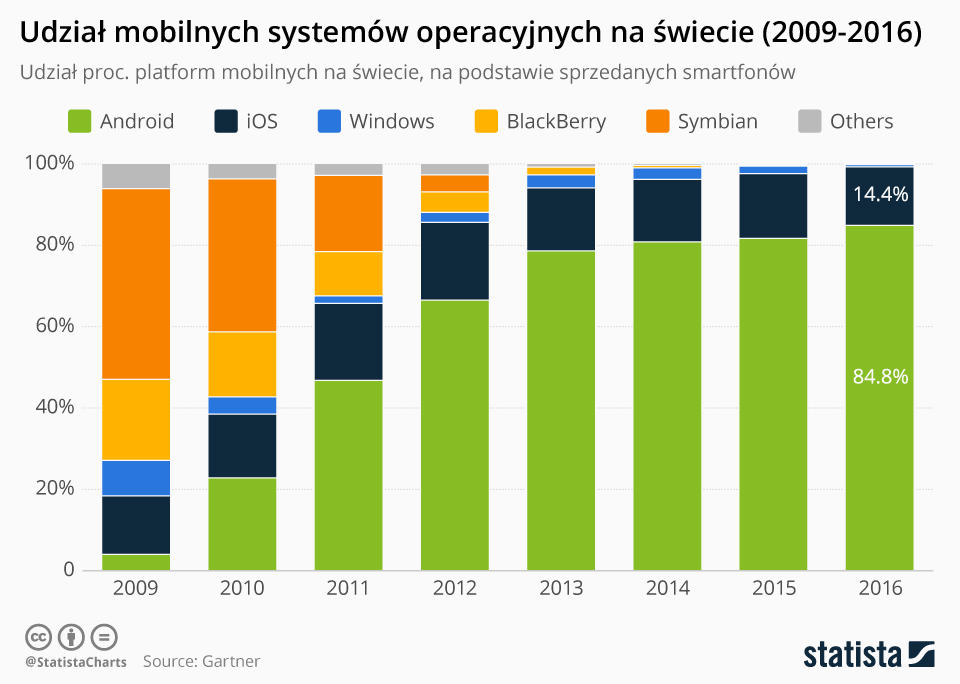 Udział mobilnych systemów operacyjnych na świecie (2009-2016)
Udział proc. platform mobilnych na świecie, na podstawie sprzedanych smartfonów
Android iOS Windows BlackBerry Symbian Others
100%
14.4%
80%
60%
84.8%
40%
20%
0
2009 2010 2011 2012 2013 2014 2015 2016
cc
@StatistaCharts Source: Gartner
statista